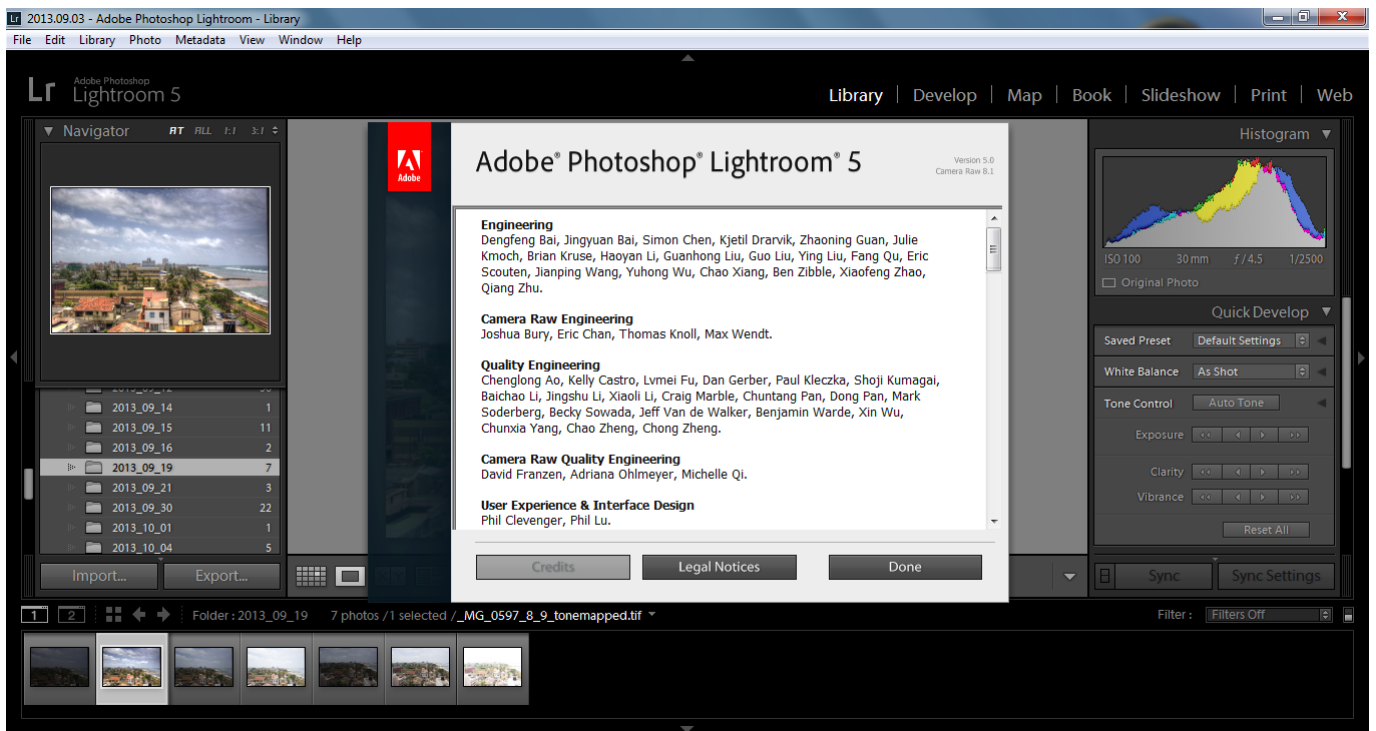 2013.09.03 - Adobe Photoshop Lightroom - Library
File Edit Library Photo Metadata View Window Help
Lr Adobe Photoshop
Lightroom 5
Library | Develop | Map | Book | Slideshow | Print | Web
Navigator FIT FILL 1:1 3:1
Adobe
Adobe® Photoshop® Lightroom® 5
Version 5.0
Camera Raw 8.1
Engineering
Dengfeng Bai, Jingyuan Bai, Simon Chen, Kjetil Drarvik, Zhaoning Guan, Julie
Kmoch, Brian Kruse, Haoyan Li, Guanhong Liu, Guo Liu, Ying Liu, Fang Qu, Eric
Scouten, Jianping Wang, Yuhong Wu, Chao Xiang, Ben Zibble, Xiaofeng Zhao,
Qiang Zhu.
Camera Raw Engineering
Joshua Bury, Eric Chan, Thomas Knoll, Max Wendt.
Quality Engineering
Chenglong Ao, Kelly Castro, Lvmei Fu, Dan Gerber, Paul Kleczka, Shoji Kumagai,
Baichao Li, Jingshu Li, Xiaoli Li, Craig Marble, Chuntang Pan, Dong Pan, Mark
Soderberg, Becky Sowada, Jeff Van de Walker, Benjamin Warde, Xin Wu,
Chunxia Yang, Chao Zheng, Chong Zheng.
Camera Raw Quality Engineering
David Franzen, Adriana Ohlmeyer, Michelle Qi.
User Experience & Interface Design
Phil Clevenger, Phil Lu.
Credits
Legal Notices
Done
Histogram
ISO 100 30 mm f / 4.5 1/2500
Original Photo
Quick Develop
Saved Preset Default Settings
White Balance As Shot
Tone Control Auto Tone
Exposure
Clarity
Vibrance
Reset All
2013_09_14 1
2013_09_15 11
2013_09_16 2
2013_09_19 7
2013_09_21 3
2013_09_30 22
2013_10_01 1
2013_10_04 5
Import... Export...
Sync Sync Settings
1 2 Folder : 2013_09_19 7 photos / 1 selected / _MG_0597_8_9_tonemapped.tif
Filter : Filters Off